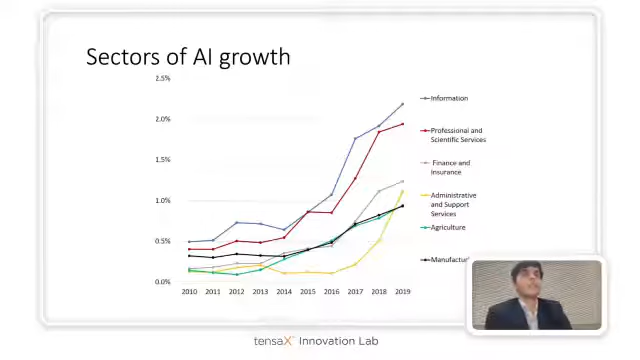 Sectors of AI growth
2.5%
2.0%
1.5%
1.0%
0.5%
0.0%
2010 2011 2012 2013 2014 2015 2016 2017 2018 2019
Information
Professional and
Scientific Services
Finance and
Insurance
Administrative
and Support
Services
Agriculture
Manufactur
tensaX™ Innovation Lab